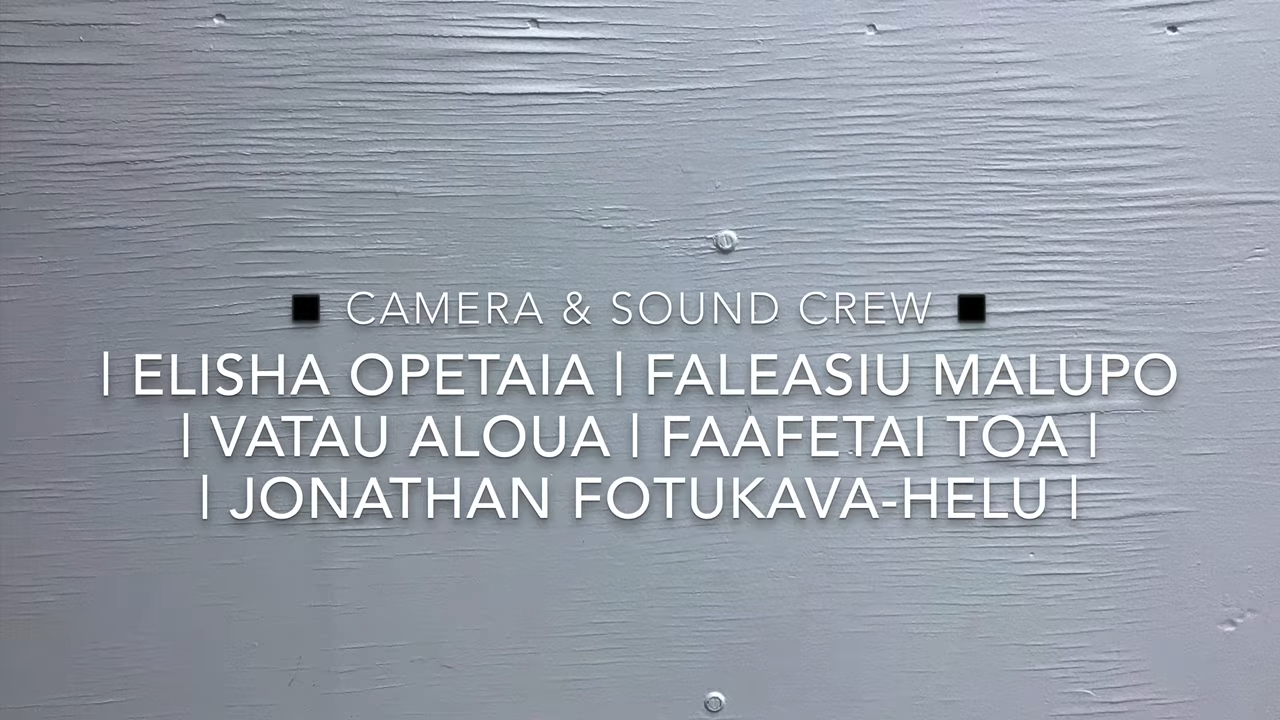 ■ CAMERA & SOUND CREW ■
| ELISHA OPETAIA | FALEASIU MALUPO
| VATAU ALOUA | FAAFETAI TOA |
| JONATHAN FOTUKAVA-HELU |